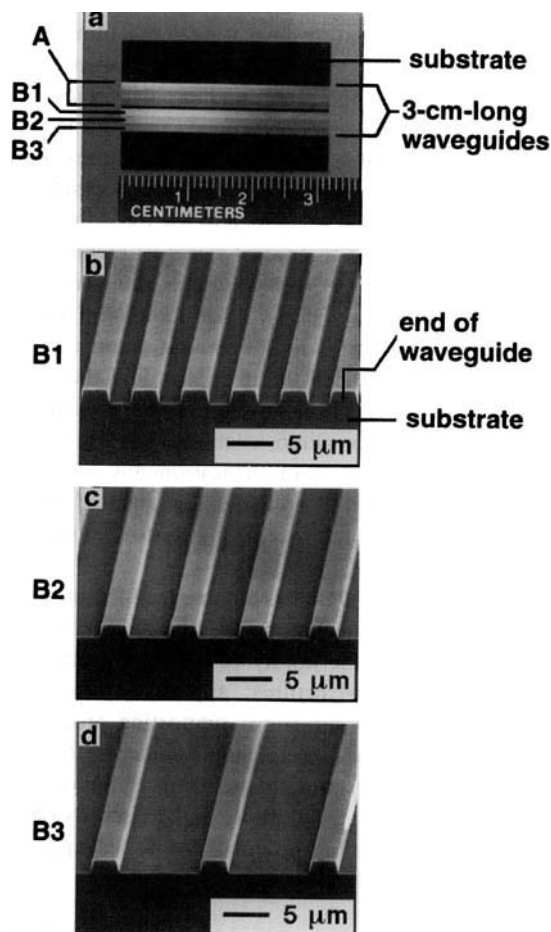 a
A
substrate
B1
B2
B3
3-cm-long
waveguides
1 2 3
CENTIMETERS
b
B1
end of
waveguide
substrate
5 μm
c
B2
5 μm
d
B3
5 μm